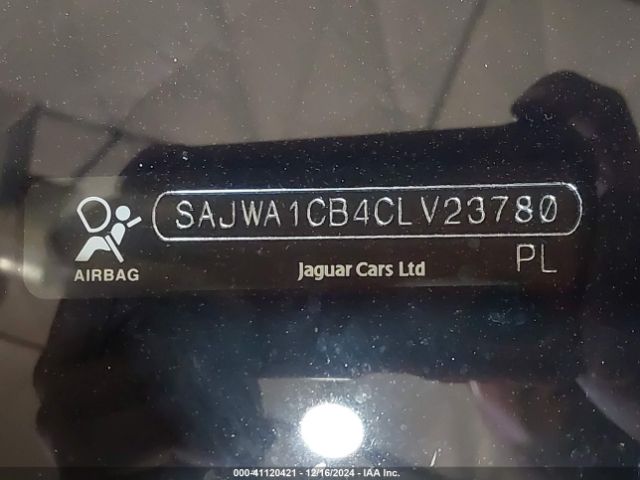 SAJWA1CB4CLV23780
AIRBAG
Jaguar Cars Ltd
PL
000-41120421 - 12/16/2024 - IAA Inc.